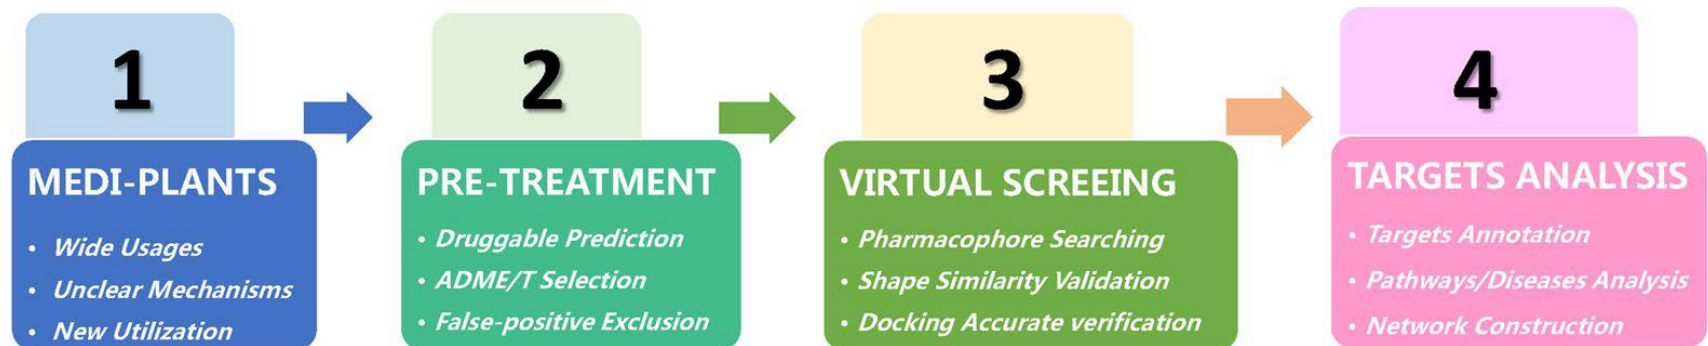 1
MEDI-PLANTS
• Wide Usages
• Unclear Mechanisms
• New Utilization
2
PRE-TREATMENT
• Druggable Prediction
• ADME/T Selection
• False-positive Exclusion
3
VIRTUAL SCREEING
• Pharmacophore Searching
• Shape Similarity Validation
• Docking Accurate verification
4
TARGETS ANALYSIS
• Targets Annotation
• Pathways/Diseases Analysis
• Network Construction